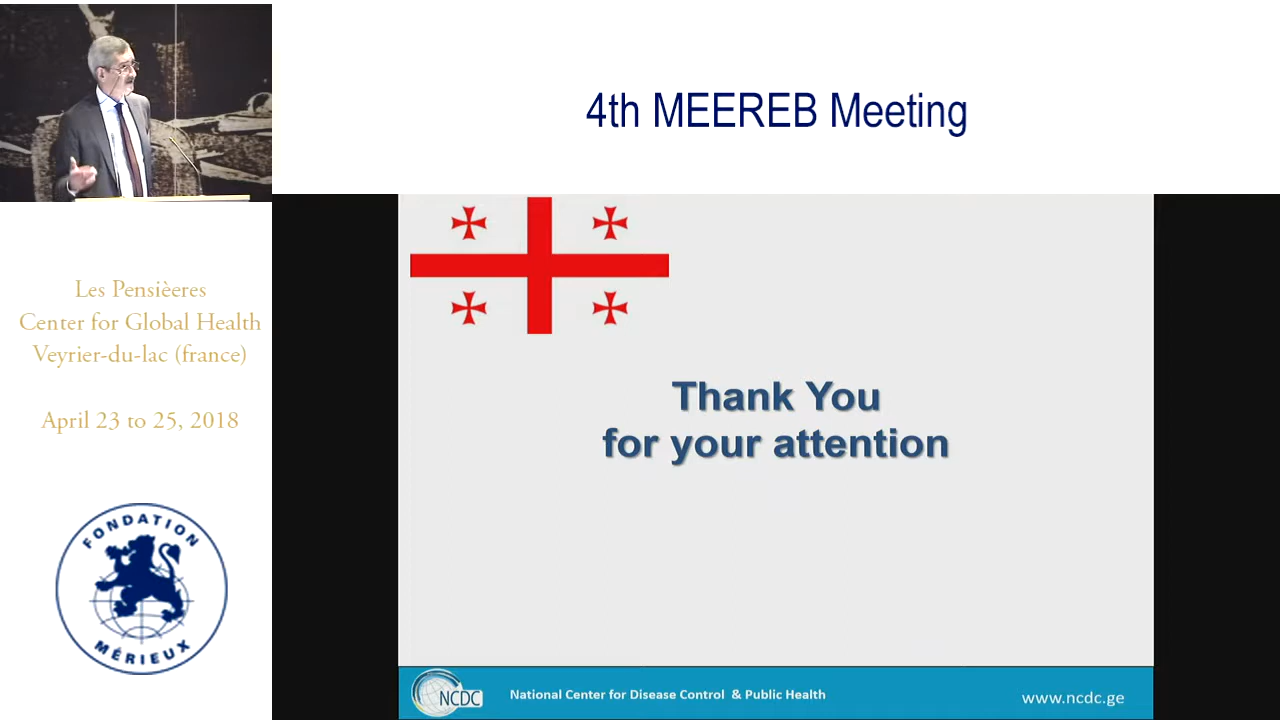 4th MEEREB Meeting
Les Pensièeres
Center for Global Health
Veyrier-du-lac (france)
April 23 to 25, 2018
FONDATION
MÉRIEUX
Thank You
for your attention
NCDC
National Center for Disease Control & Public Health
www.ncdc.ge